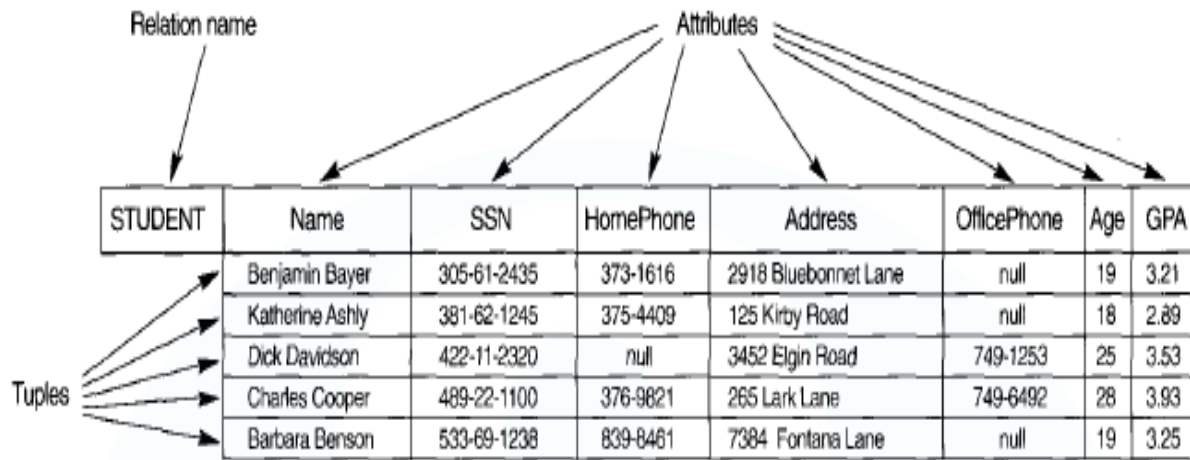 Relation name Attributes
STUDENT Name SSN HomePhone Address OfficePhone Age GPA
Benjamin Bayer 305-61-2435 373-1616 2918 Bluebonnet Lane null 19 3.21
Katherine Ashly 381-62-1245 375-4409 125 Kirby Road null 18 2.89
Dick Davidson 422-11-2320 null 3452 Elgin Road 749-1253 25 3.53
Tuples
Charles Cooper 489-22-1100 376-9821 265 Lark Lane 749-6492 28 3.93
Barbara Benson 533-69-1238 839-8461 7384 Fontana Lane null 19 3.25